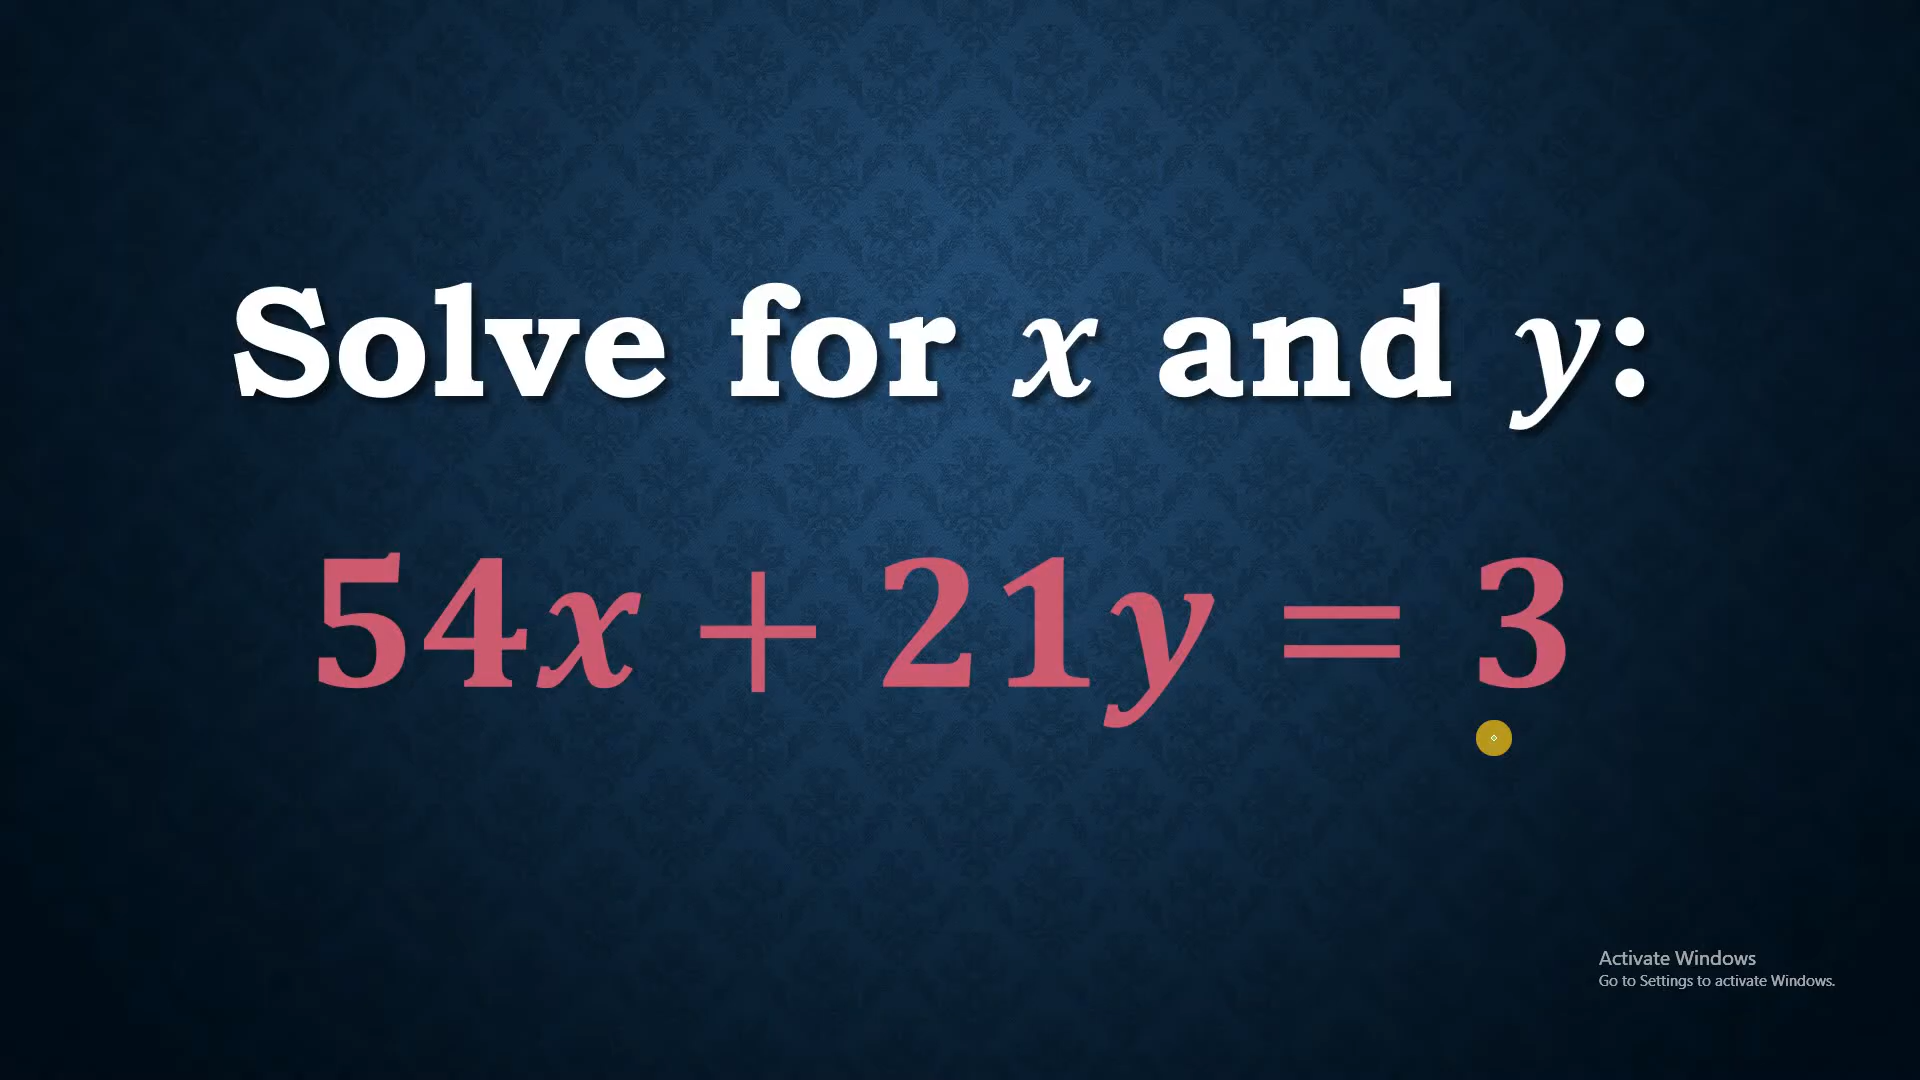 Solve for x and y:
54x + 21y = 3
Activate Windows
Go to Settings to activate Windows.